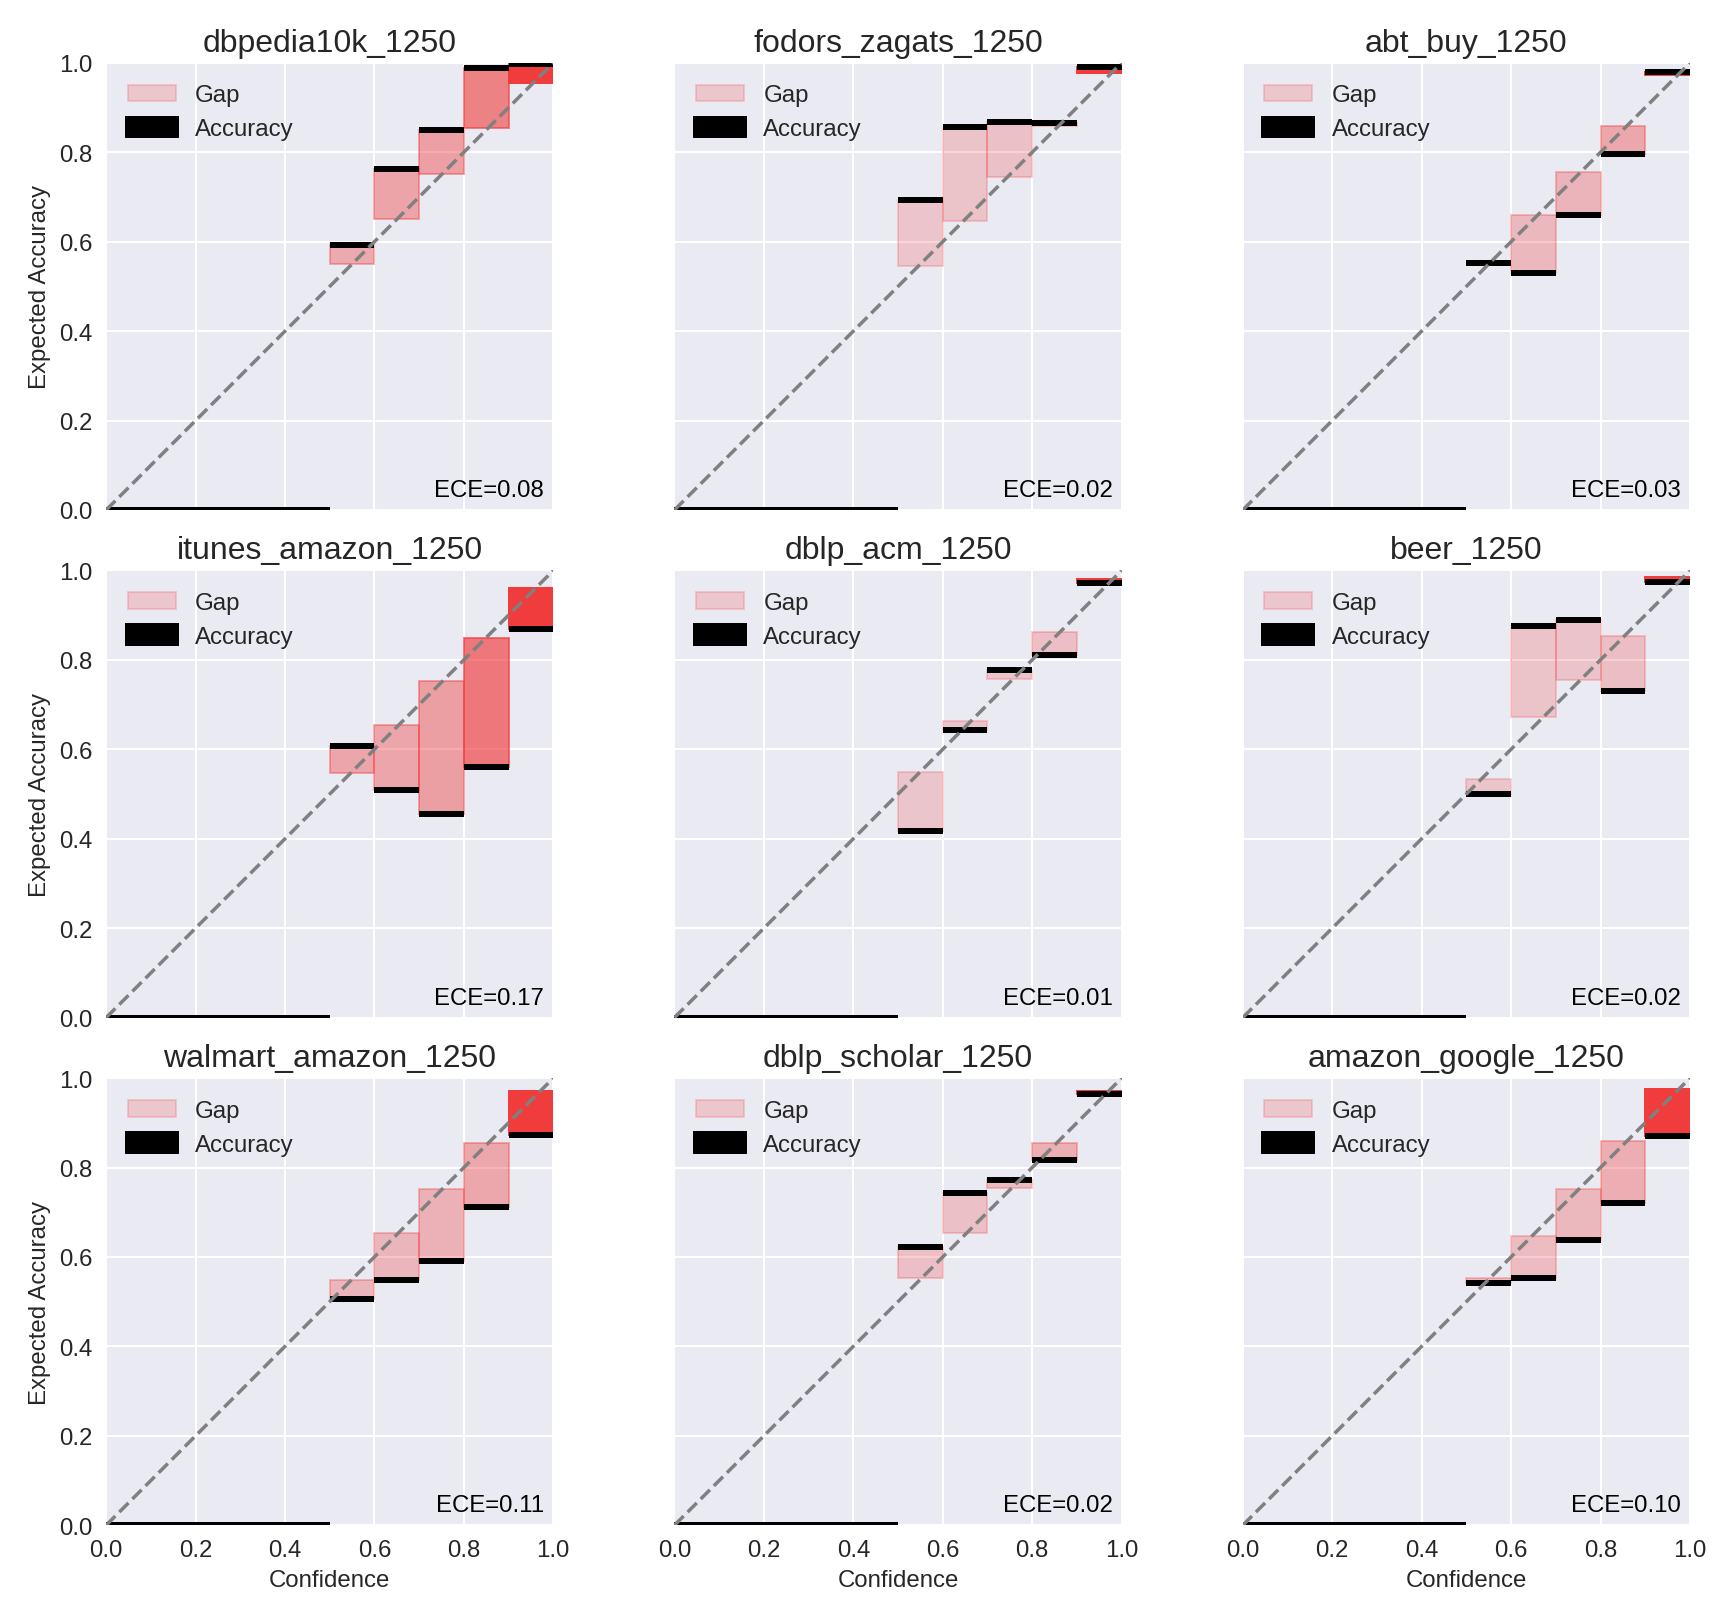 dbpedia10k_1250
fodors_zagats_1250
abt_buy_1250
1.0
0.8
0.6
0.4
0.2
0.0
Expected Accuracy
Gap
Accuracy
ECE=0.08
Gap
Accuracy
ECE=0.02
Gap
Accuracy
ECE=0.03
itunes_amazon_1250
dblp_acm_1250
beer_1250
1.0
0.8
0.6
0.4
0.2
0.0
Expected Accuracy
Gap
Accuracy
ECE=0.17
Gap
Accuracy
ECE=0.01
Gap
Accuracy
ECE=0.02
walmart_amazon_1250
dblp_scholar_1250
amazon_google_1250
1.0
0.8
0.6
0.4
0.2
0.0
Expected Accuracy
Gap
Accuracy
ECE=0.11
Gap
Accuracy
ECE=0.02
Gap
Accuracy
ECE=0.10
0.0 0.2 0.4 0.6 0.8 1.0
Confidence
0.0 0.2 0.4 0.6 0.8 1.0
Confidence
0.0 0.2 0.4 0.6 0.8 1.0
Confidence